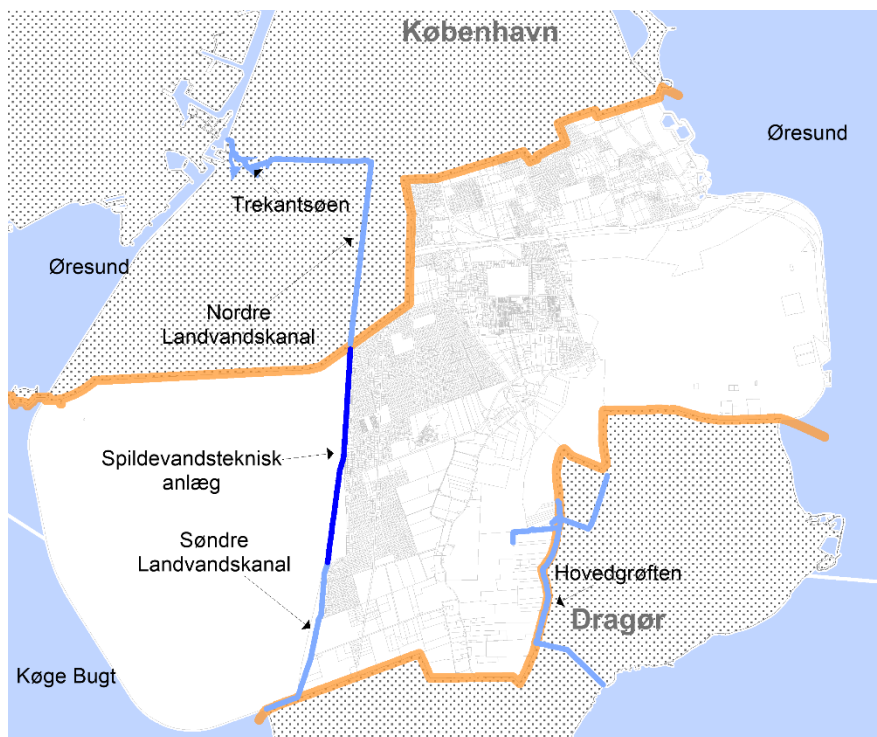 København
Øresund
Trekantsøen
Øresund
Nordre
Landvandskanal
Spildevandsteknisk
anlæg
Søndre
Landvandskanal
Hovedgrøften
Dragør
Køge Bugt